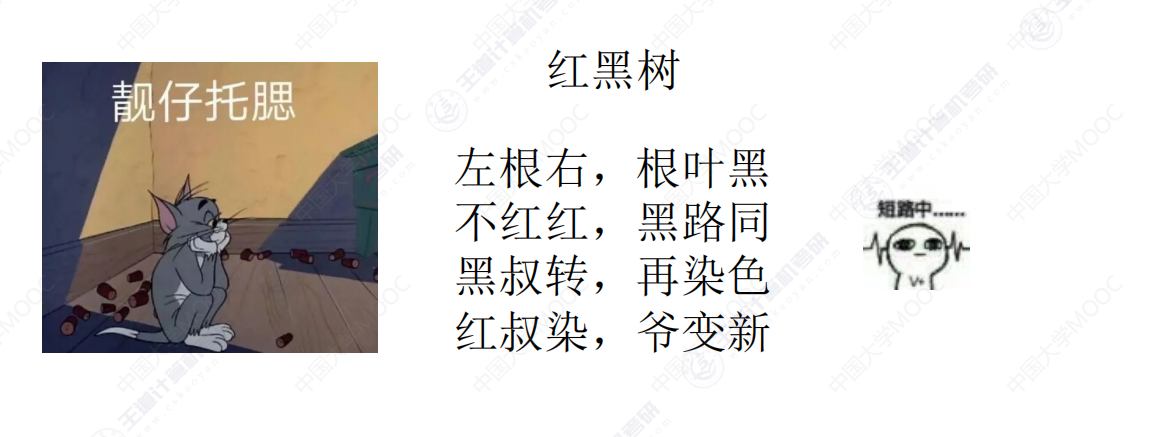 红黑树
靓仔托腮
左根右，根叶黑
不红红，黑路同
短路中......
黑叔转，再染色
红叔染，爷变新
中国大学MOOC
王道计算机考研